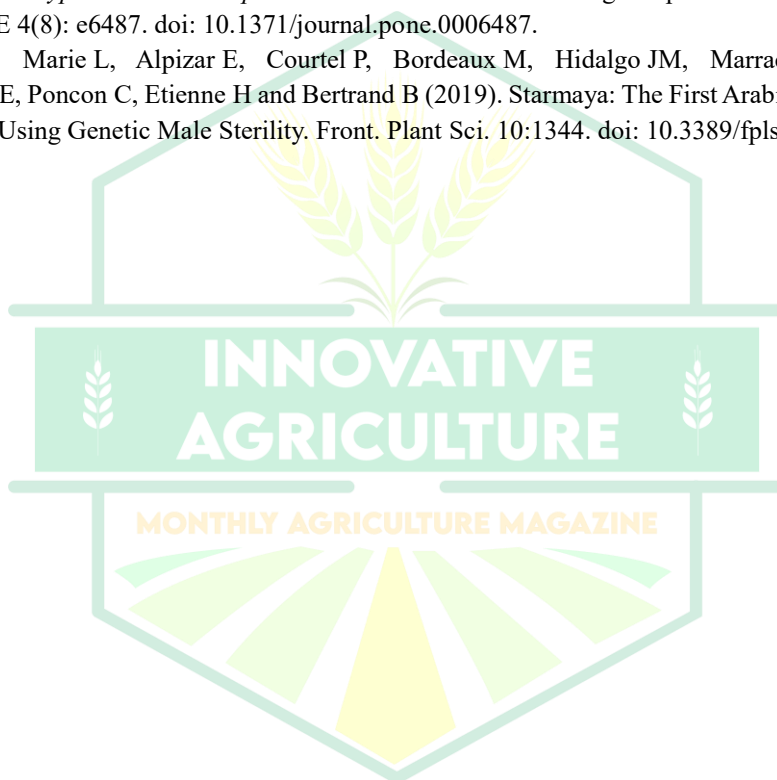 E 4(8): e6487. doi: 10.1371/journal.pone.0006487.
Marie L, Alpizar E, Courtel P, Bordeaux M, Hidalgo JM, Marrac
E, Poncon C, Etienne H and Bertrand B (2019). Starmaya: The First Arabi
Using Genetic Male Sterility. Front. Plant Sci. 10:1344. doi: 10.3389/fpls
INNOVATIVE
AGRICULTURE
MONTHLY AGRICULTURE MAGAZINE